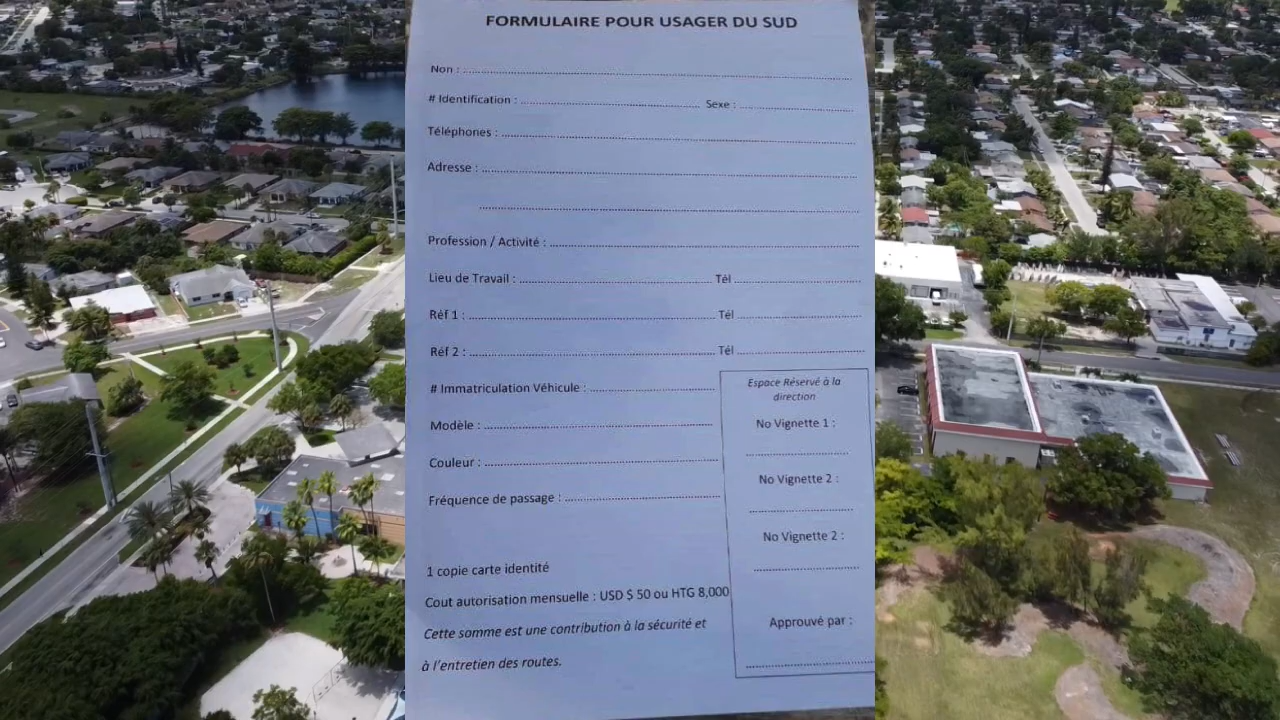 FORMULAIRE POUR USAGER DU SUD
Non : ..........
# Identification : .......... Sexe : ..........
Téléphones : ..........
Adresse : ..........
..........
Profession / Activité : ..........
Lieu de Travail : .......... Tél ..........
Réf 1 : .......... Tél ..........
Réf 2 : .......... Tél ..........
# Immatriculation Véhicule : ..........
Modèle : ..........
Couleur : ..........
Fréquence de passage : ..........
1 copie carte identité
Cout autorisation mensuelle : USD $ 50 ou HTG 8,000
Cette somme est une contribution à la sécurité et
à l'entretien des routes.
Espace Réservé à la
direction
No Vignette 1 :
..........
No Vignette 2 :
..........
No Vignette 2 :
..........
Approuvé par :
..........